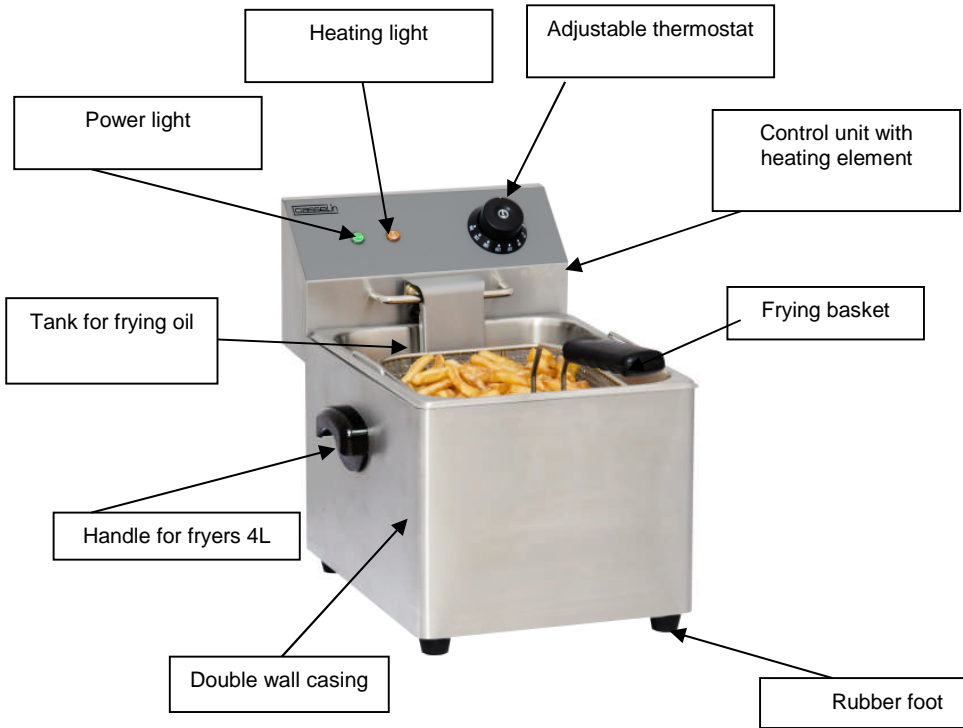 Heating light
Adjustable thermostat
Power light
Control unit with
heating element
casselin
Tank for frying oil
Frying basket
Handle for fryers 4L
Double wall casing
Rubber foot